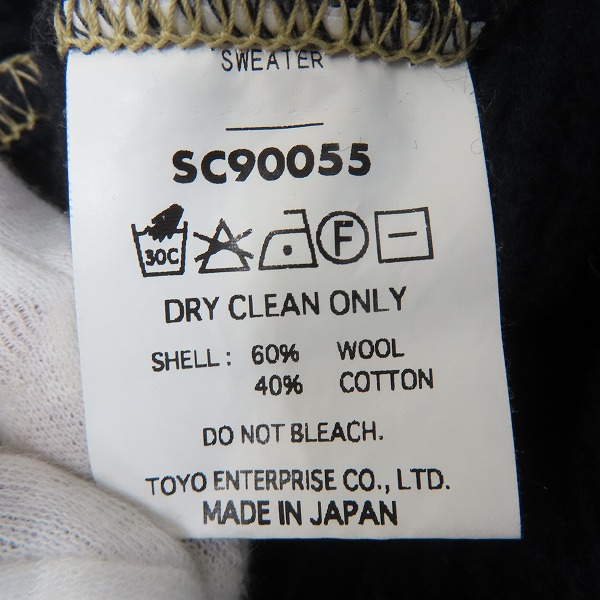 SWEATER
SC90055
30C F
DRY CLEAN ONLY
SHELL: 60% WOOL
40% COTTON
DO NOT BLEACH.
TOYO ENTERPRISE CO., LTD.
MADE IN JAPAN